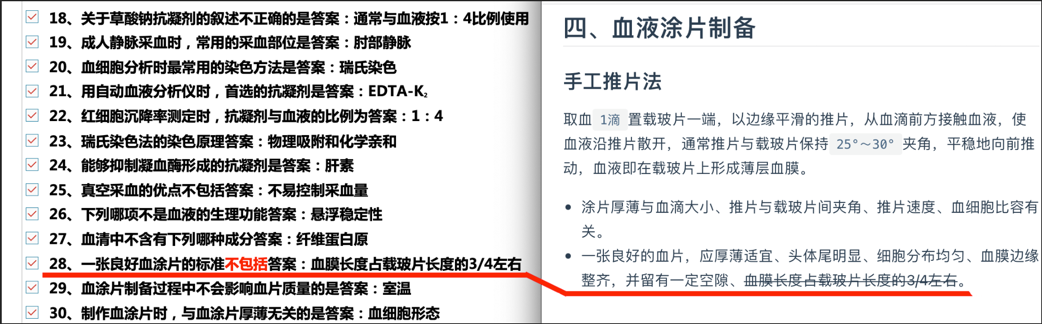 18、关于草酸钠抗凝剂的叙述不正确的是答案：通常与血液按1：4比例使用
19、成人静脉采血时，常用的采血部位是答案：肘部静脉
20、血细胞分析时最常用的染色方法是答案：瑞氏染色
21、用自动血液分析仪时，首选的抗凝剂是答案：EDTA-K₂
22、红细胞沉降率测定时，抗凝剂与血液的比例为答案：1：4
23、瑞氏染色法的染色原理答案：物理吸附和化学亲和
24、能够抑制凝血酶形成的抗凝剂是答案：肝素
25、真空采血的优点不包括答案：不易控制采血量
26、下列哪项不是血液的生理功能答案：悬浮稳定性
27、血清中不含有下列哪种成分答案：纤维蛋白原
28、一张良好血涂片的标准不包括答案：血膜长度占载玻片长度的3/4左右
29、血涂片制备过程中不会影响血片质量的是答案：室温
30、制作血涂片时，与血涂片厚薄无关的是答案：血细胞形态
四、血液涂片制备
手工推片法
取血 1滴 置载玻片一端，以边缘平滑的推片，从血滴前方接触血液，使
血液沿推片散开，通常推片与载玻片保持 25°～30° 夹角，平稳地向前推
动，血液即在载玻片上形成薄层血膜。
• 涂片厚薄与血滴大小、推片与载玻片间夹角、推片速度、血细胞比容有
关。
• 一张良好的血片，应厚薄适宜、头体尾明显、细胞分布均匀、血膜边缘
整齐，并留有一定空隙、血膜长度占载玻片长度的3/4左右。